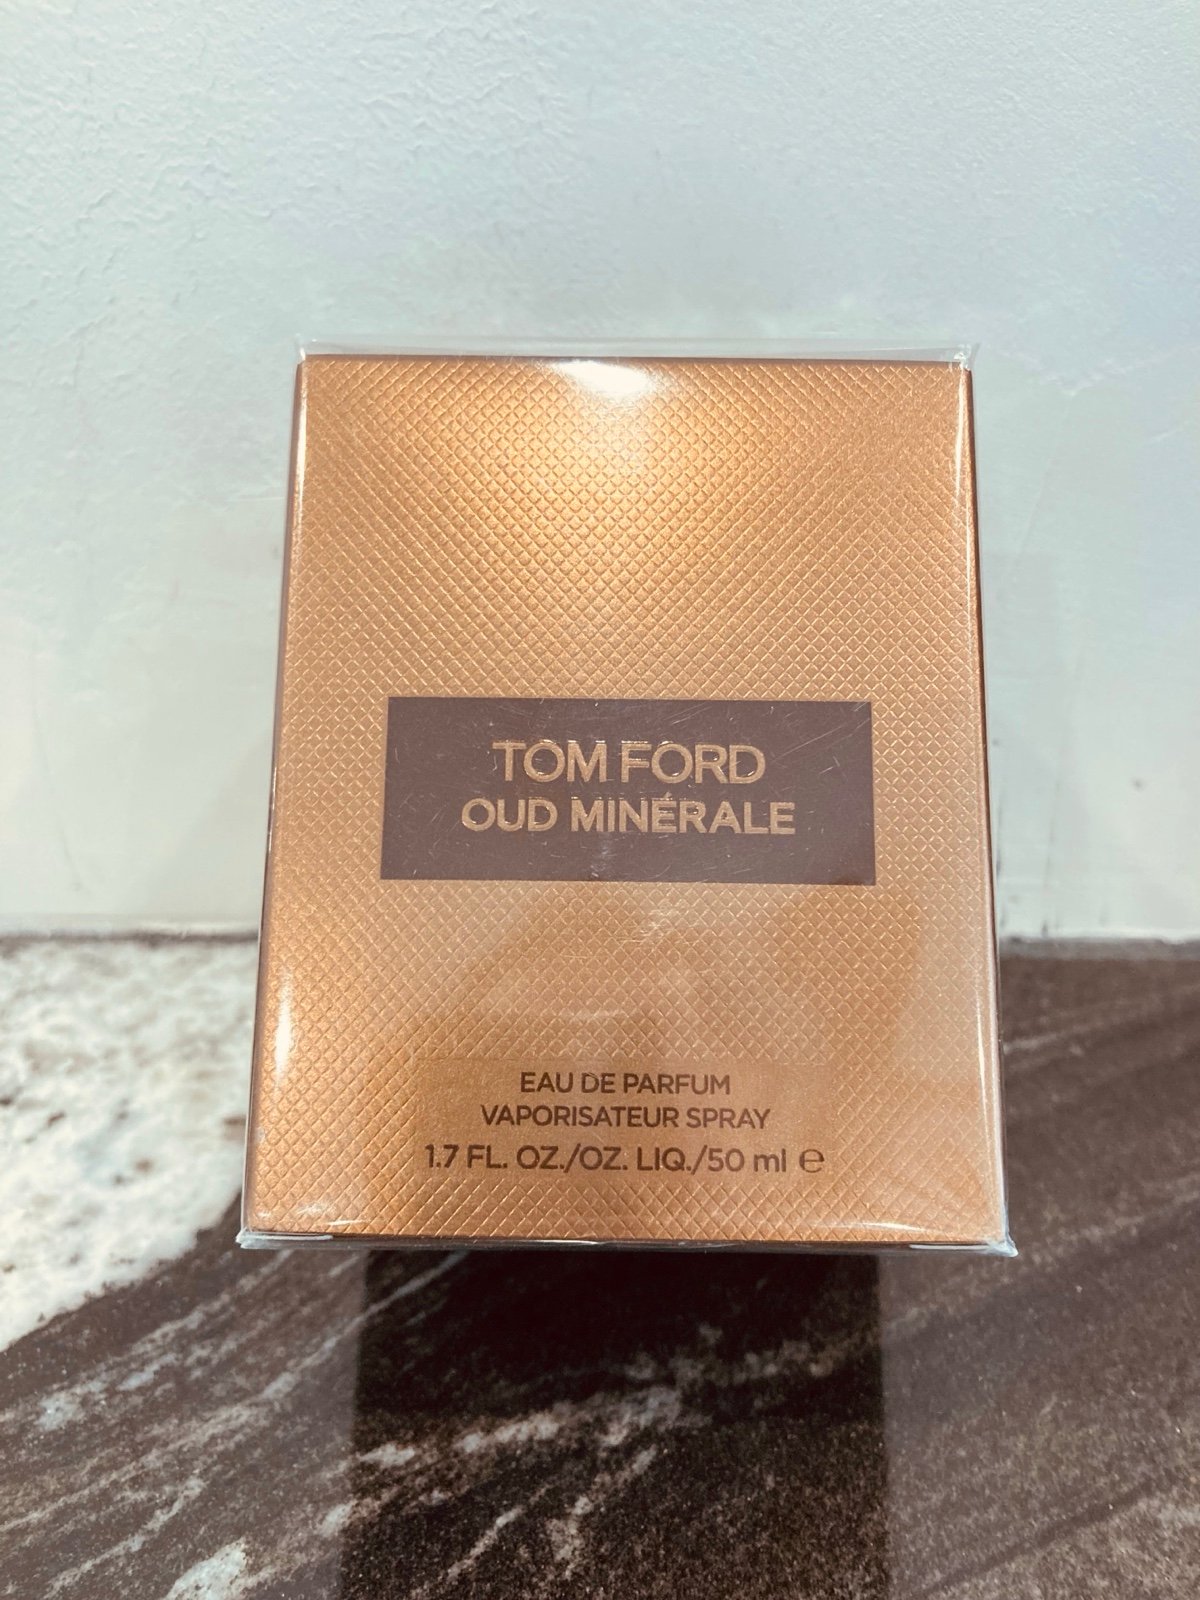 TOM FORD
OUD MINÉRALE
EAU DE PARFUM
VAPORISATEUR SPRAY
1.7 FL. OZ./OZ. LIQ./50 ml ℮